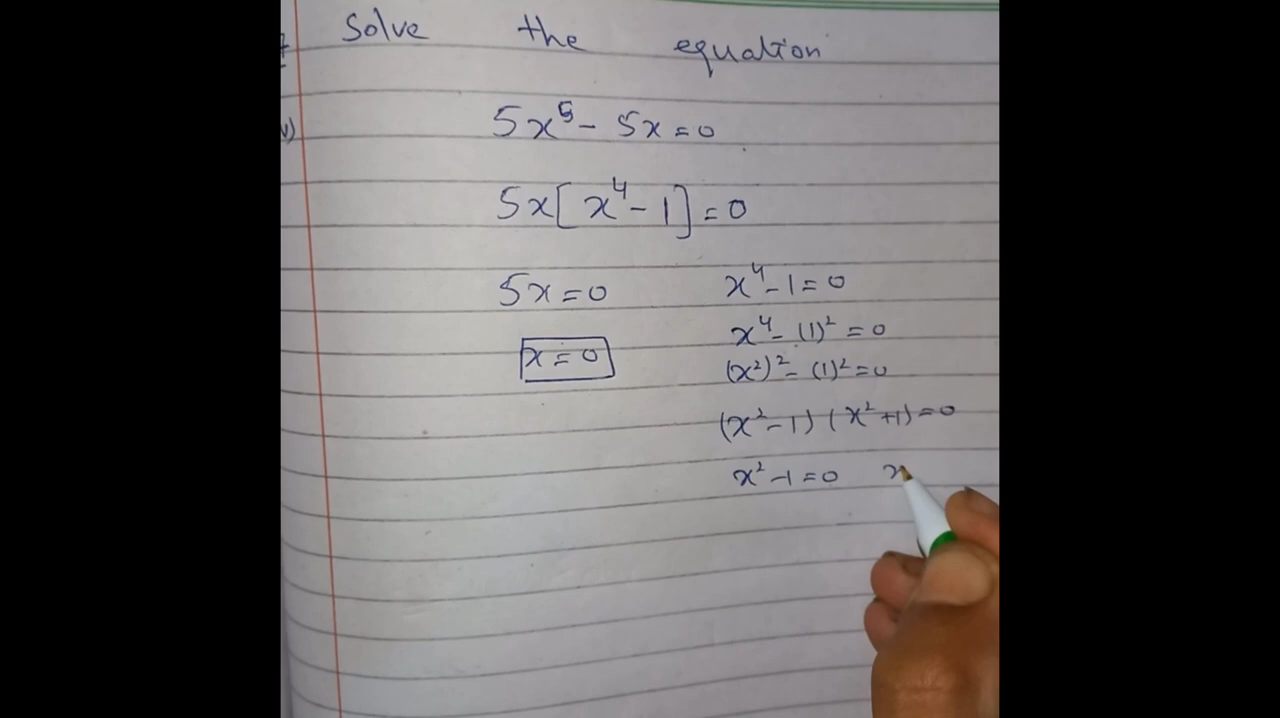 Solve the equation
v)
5x⁵ - 5x = 0
5x[x⁴ - 1] = 0
5x = 0 x⁴ - 1 = 0
x⁴ - (1)² = 0
x = 0 (x²)² - (1)² = 0
(x² - 1) (x² + 1) = 0
x² - 1 = 0 x